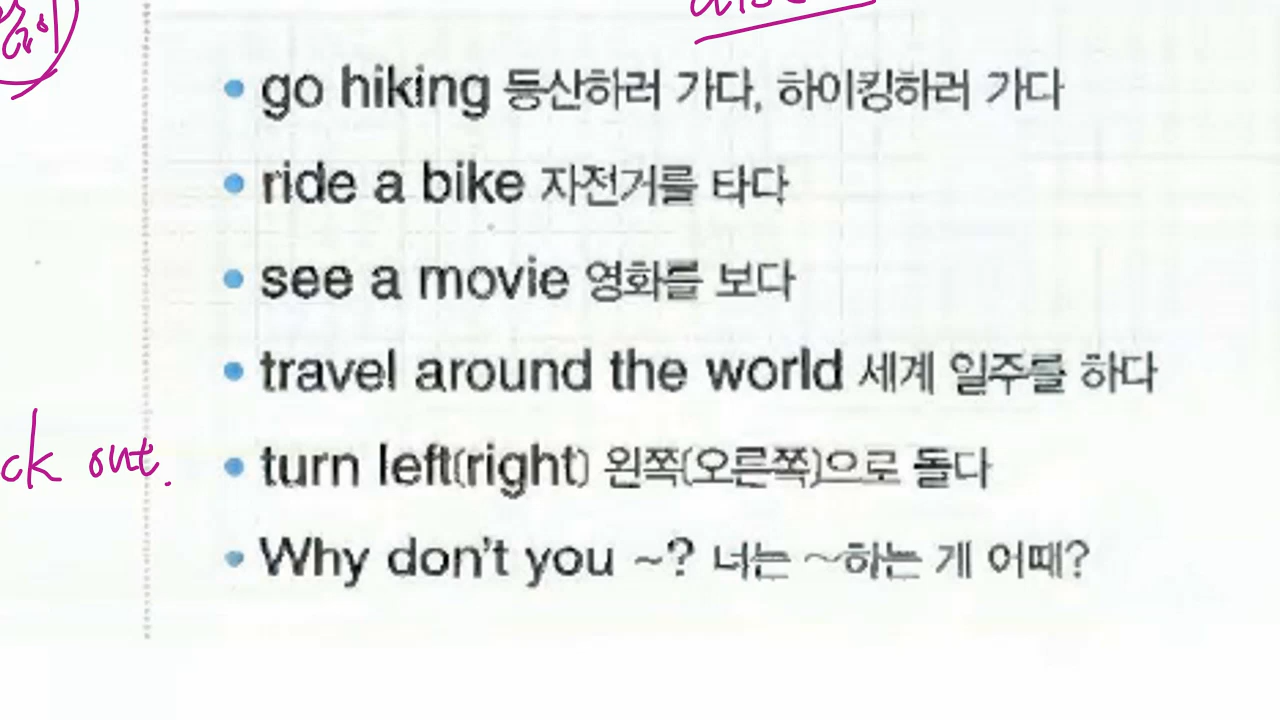 • go hiking 등산하러 가다, 하이킹하러 가다
• ride a bike 자전거를 타다
• see a movie 영화를 보다
• travel around the world 세계 일주를 하다
out.
• turn left(right) 왼쪽(오른쪽)으로 돌다
• Why don't you ~? 너는 ~하는 게 어때?